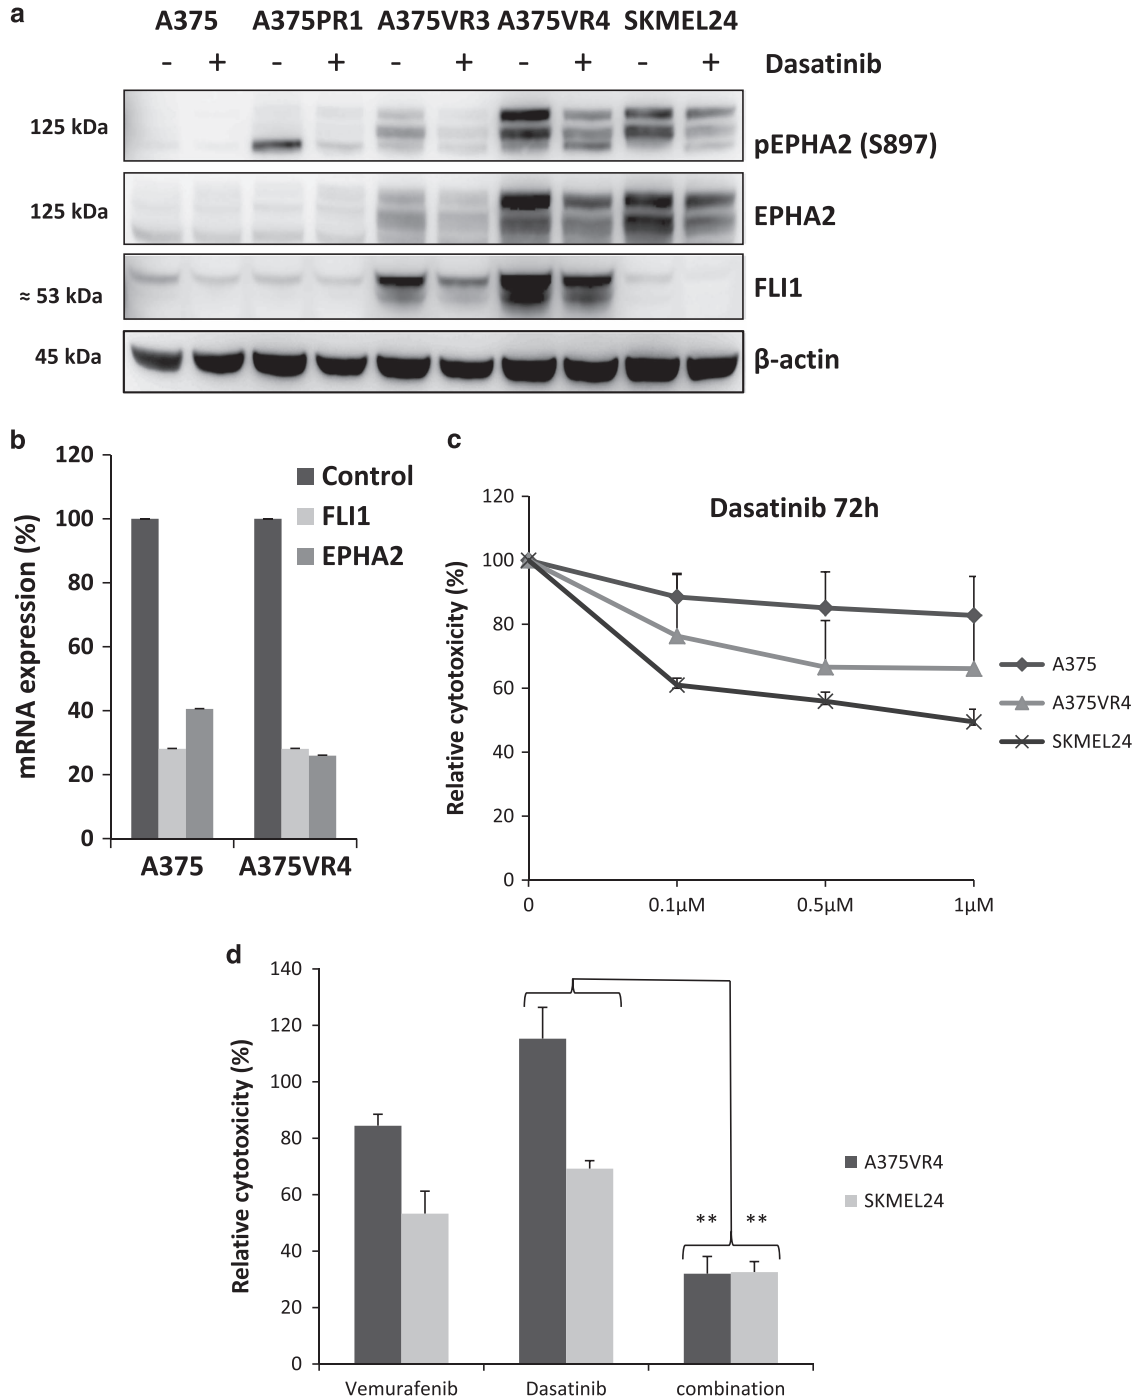 a
A375 A375PR1 A375VR3 A375VR4 SKMEL24
- + - + - + - + - + Dasatinib
125 kDa pEPHA2 (S897)
125 kDa EPHA2
≈ 53 kDa FLI1
45 kDa β-actin
b
mRNA expression (%)
120
100
80
60
40
20
0
Control
FLI1
EPHA2
A375 A375VR4
c
Dasatinib 72h
Relative cytotoxicity (%)
120
100
80
60
40
20
0
0 0.1µM 0.5µM 1µM
A375
A375VR4
SKMEL24
d
Relative cytotoxicity (%)
140
120
100
80
60
40
20
0
** **
A375VR4
SKMEL24
Vemurafenib Dasatinib combination